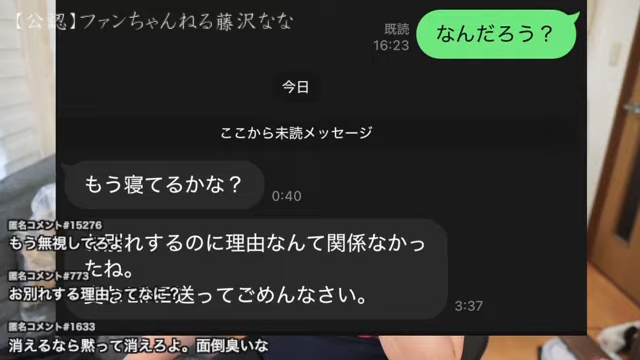 【公認】ファンちゃんねる藤沢なな
なんだろう？
既読
16:23
今日
ここから未読メッセージ
もう寝てるかな？
0:40
匿名コメント#15276
もう無視しても
れするのに理由なんて関係なかっ
たね。
匿名コメント#773
お別れする理由ってなに?
送ってごめんなさい。
3:37
匿名コメント#1633
消えるなら黙って消えろよ。面倒臭いな